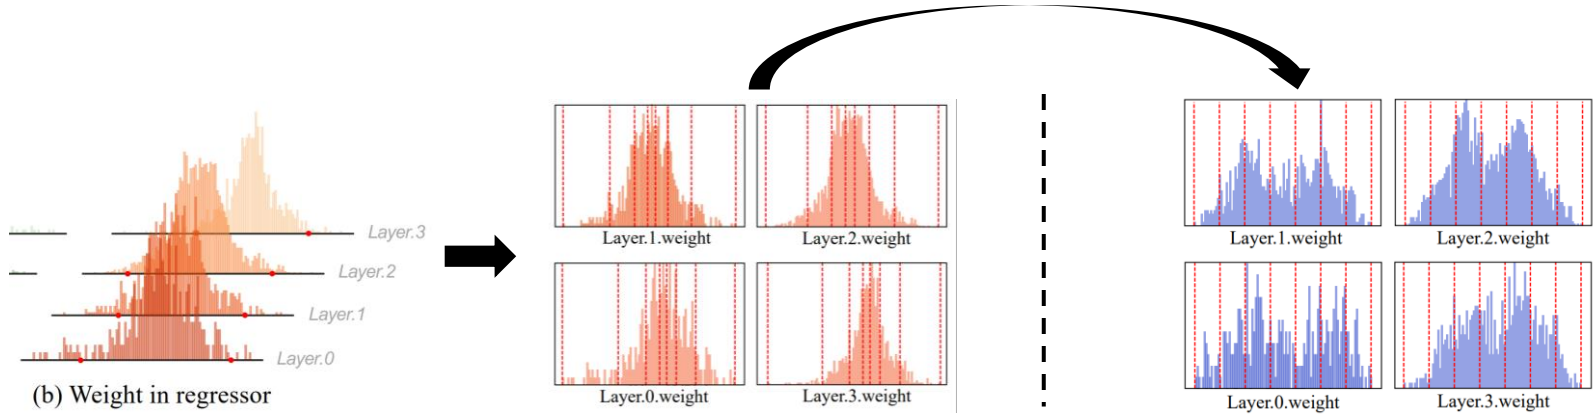 Layer.3
Layer.2
Layer.1
Layer.0
(b) Weight in regressor
Layer.1.weight
Layer.2.weight
Layer.0.weight
Layer.3.weight
Layer.1.weight
Layer.2.weight
Layer.0.weight
Layer.3.weight